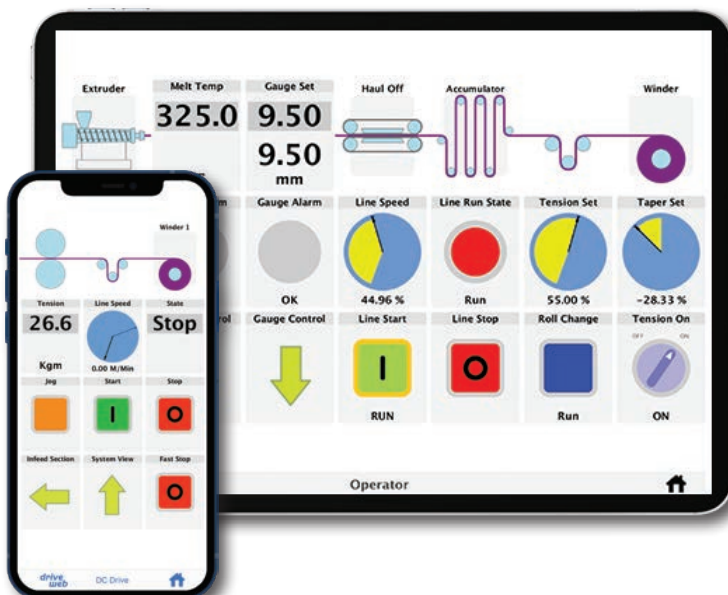 Extruder
Melt Temp
Gauge Set
Haul Off
Accumulator
Winder
325.0
9.50
9.50
mm
Gauge Alarm
Line Speed
Line Run State
Tension Set
Taper Set
OK
44.96 %
Run
55.00 %
-28.33 %
Gauge Control
Line Start
Line Stop
Roll Change
Tension On
OFF
ON
I
O
RUN
Run
ON
Operator
Winder 1
Tension
Line Speed
State
26.6
Stop
Kgm
0.00 M/Min
Jog
Start
Stop
I
O
Infeed Section
System View
Fast Stop
O
drive
web
DC Drive